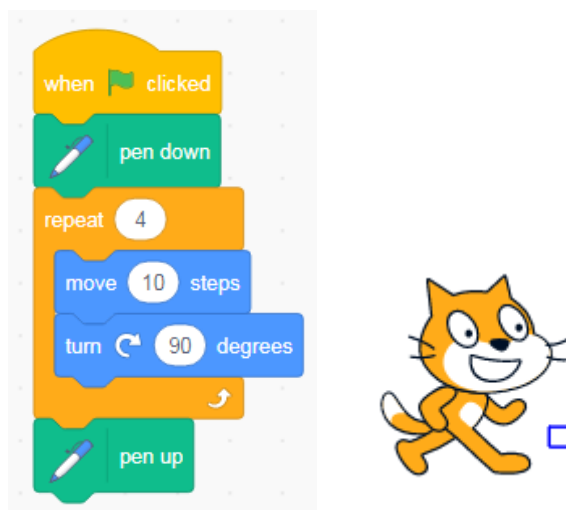 when clicked
pen down
repeat 4
move 10 steps
turn 90 degrees
pen up